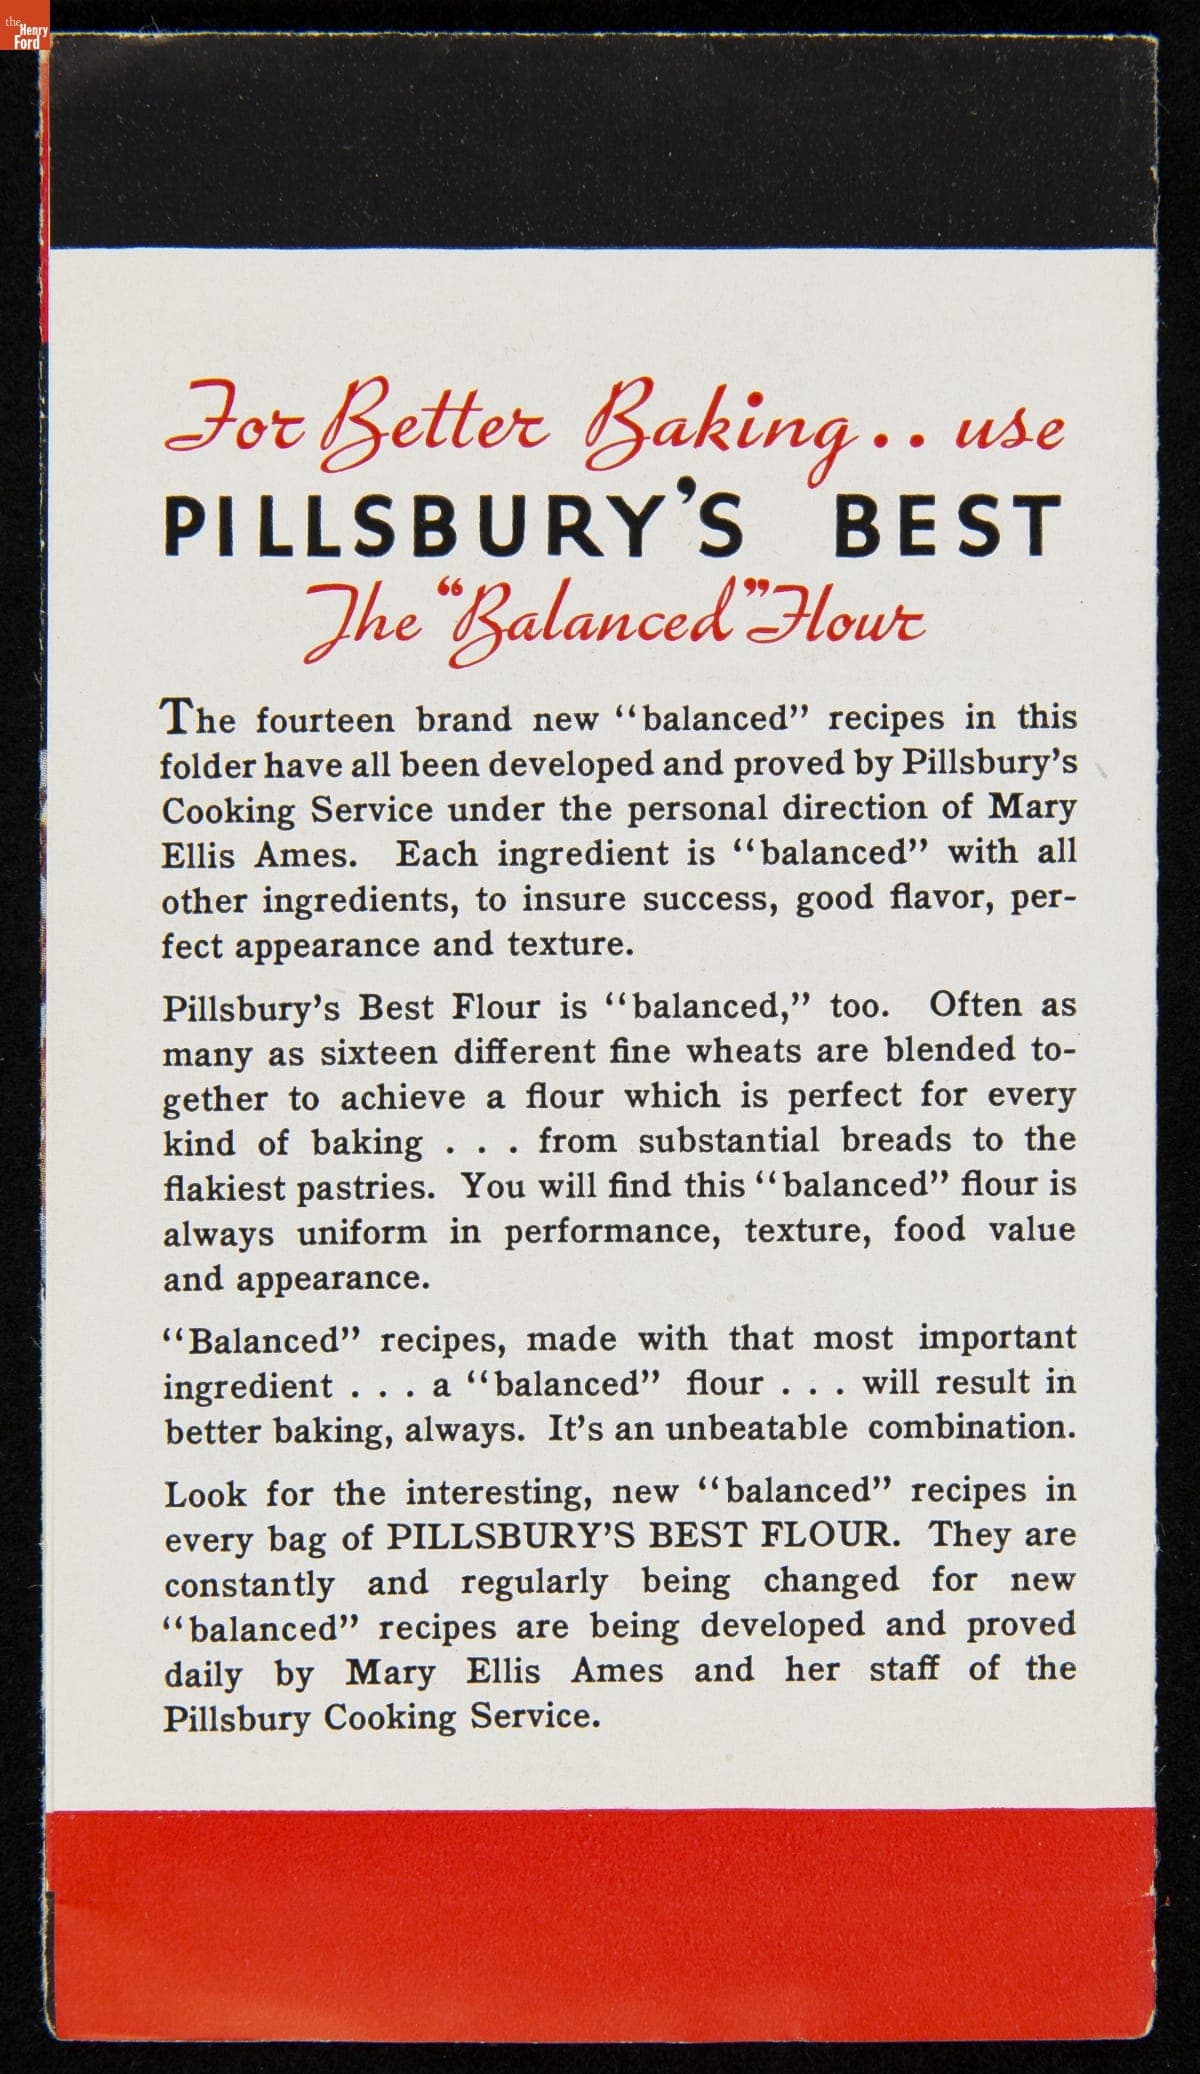 the
Henry
Ford
For Better Baking.. use
PILLSBURY'S BEST
The "Balanced" Flour
The fourteen brand new "balanced" recipes in this
folder have all been developed and proved by Pillsbury's
Cooking Service under the personal direction of Mary
Ellis Ames. Each ingredient is "balanced" with all
other ingredients, to insure success, good flavor, per-
fect appearance and texture.
Pillsbury's Best Flour is "balanced," too. Often as
many as sixteen different fine wheats are blended to-
gether to achieve a flour which is perfect for every
kind of baking . . . from substantial breads to the
flakiest pastries. You will find this "balanced" flour is
always uniform in performance, texture, food value
and appearance.
"Balanced" recipes, made with that most important
ingredient . . . a "balanced" flour . . . will result in
better baking, always. It's an unbeatable combination.
Look for the interesting, new "balanced" recipes in
every bag of PILLSBURY'S BEST FLOUR. They are
constantly and regularly being changed for new
"balanced" recipes are being developed and proved
daily by Mary Ellis Ames and her staff of the
Pillsbury Cooking Service.